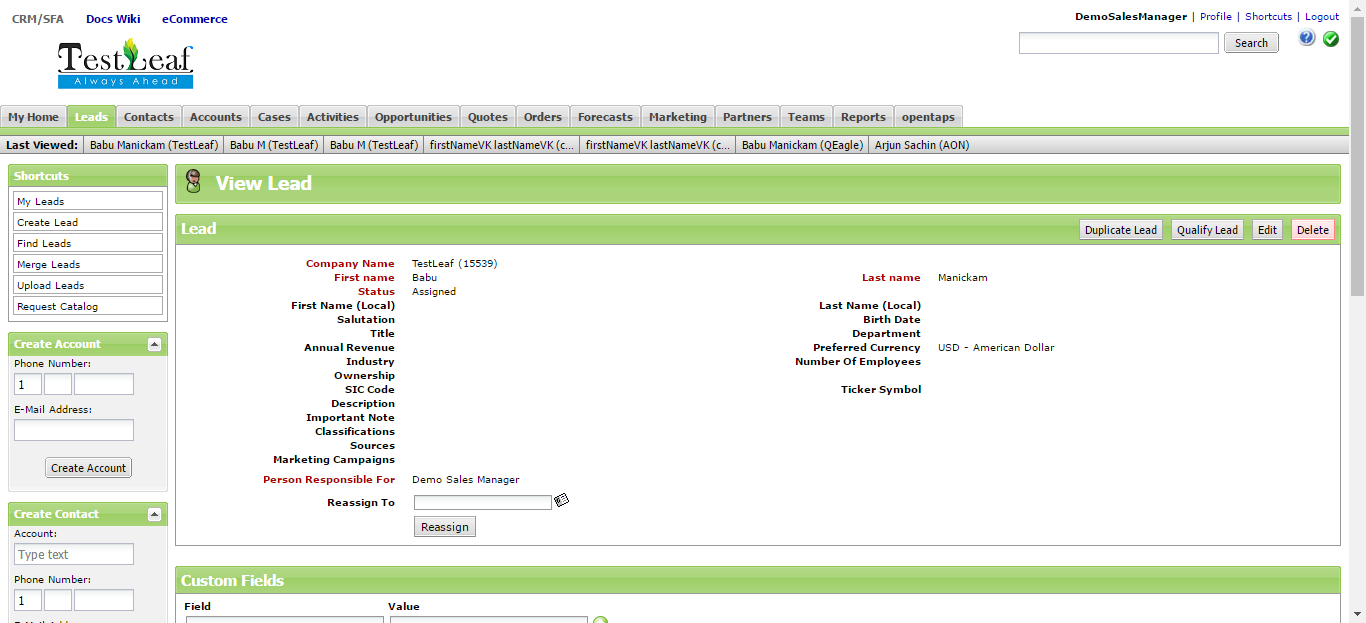 CRM/SFA Docs Wiki eCommerce
DemoSalesManager | Profile | Shortcuts | Logout
TestLeaf
Always Ahead
Search
My Home Leads Contacts Accounts Cases Activities Opportunities Quotes Orders Forecasts Marketing Partners Teams Reports opentaps
Last Viewed: Babu Manickam (TestLeaf) Babu M (TestLeaf) Babu M (TestLeaf) firstNameVK lastNameVK (c... firstNameVK lastNameVK (c... Babu Manickam (QEagle) Arjun Sachin (AON)
Shortcuts
My Leads
Create Lead
Find Leads
Merge Leads
Upload Leads
Request Catalog
Create Account
Phone Number:
1
E-Mail Address:
Create Account
Create Contact
Account:
Type text
Phone Number:
1
View Lead
Lead Duplicate Lead Qualify Lead Edit Delete
Company Name TestLeaf (15539)
First name Babu Last name Manickam
Status Assigned
First Name (Local) Last Name (Local)
Salutation Birth Date
Title Department
Annual Revenue Preferred Currency USD - American Dollar
Industry Number Of Employees
Ownership
SIC Code Ticker Symbol
Description
Important Note
Classifications
Sources
Marketing Campaigns
Person Responsible For Demo Sales Manager
Reassign To
Reassign
Custom Fields
Field Value